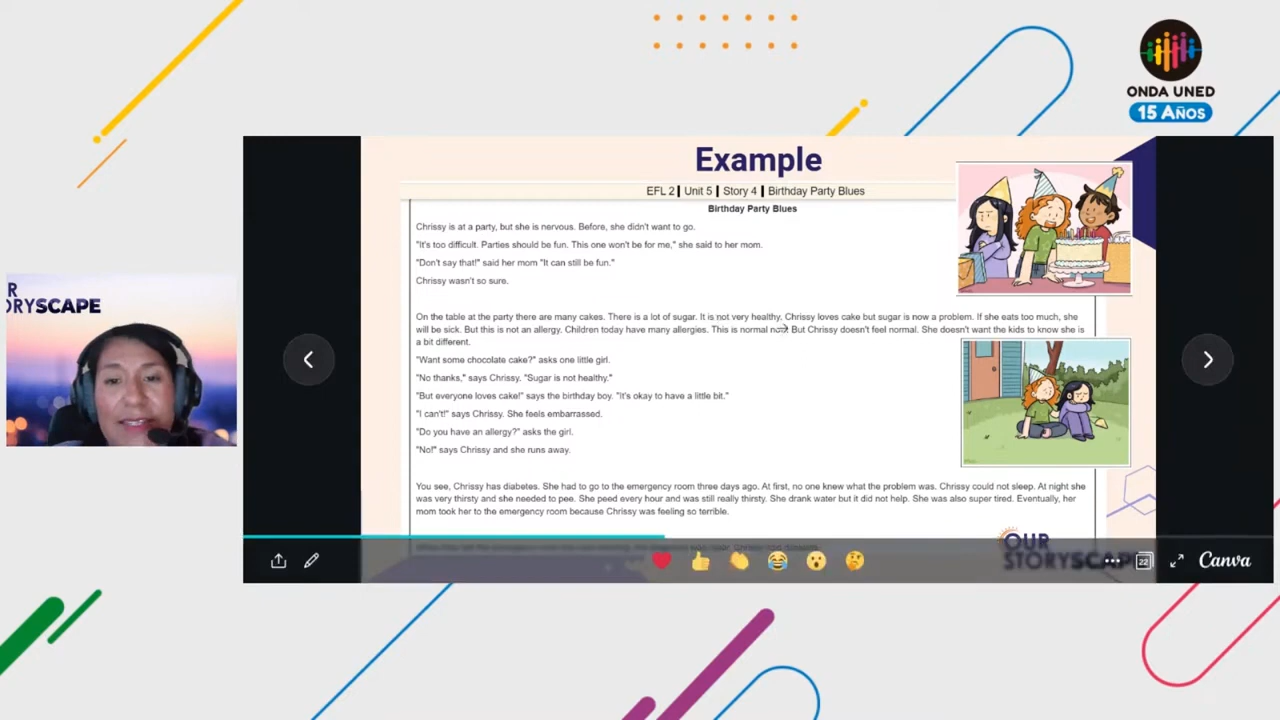 ONDA UNED
15 AÑOS
Example
EFL 2 | Unit 5 | Story 4 | Birthday Party Blues
Birthday Party Blues
Chrissy is at a party, but she is nervous. Before, she didn't want to go.
"It's too difficult. Parties should be fun. This one won't be for me," she said to her mom.
"Don't say that!" said her mom "It can still be fun."
Chrissy wasn't so sure.
On the table at the party there are many cakes. There is a lot of sugar. It is not very healthy. Chrissy loves cake but sugar is now a problem. If she eats too much, she
will be sick. But this is not an allergy. Children today have many allergies. This is normal But Chrissy doesn't feel normal. She doesn't want the kids to know she is
a bit different.
"Want some chocolate cake?" asks one little girl.
"No thanks," says Chrissy. "Sugar is not healthy."
"But everyone loves cake!" says the birthday boy. "It's okay to have a little bit."
"I can't!" says Chrissy. She feels embarrassed.
"Do you have an allergy?" asks the girl.
"No!" says Chrissy and she runs away.
You see, Chrissy has diabetes. She had to go to the emergency room three days ago. At first, no one knew what the problem was. Chrissy could not sleep. At night she
was very thirsty and she needed to pee. She peed every hour and was still really thirsty. She drank water but it did not help. She was also super tired. Eventually, her
mom took her to the emergency room because Chrissy was feeling so terrible.
OUR
STORYSCAPE
22
Canva
R
ORYSCAPE